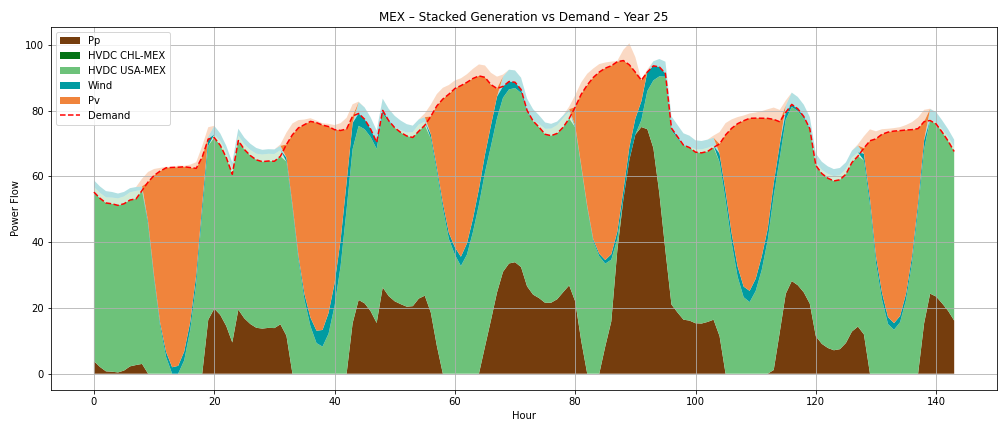 MEX – Stacked Generation vs Demand – Year 25
Pp
HVDC CHL-MEX
HVDC USA-MEX
Wind
Pv
Demand
Power Flow
100
80
60
40
20
0
0 20 40 60 80 100 120 140
Hour